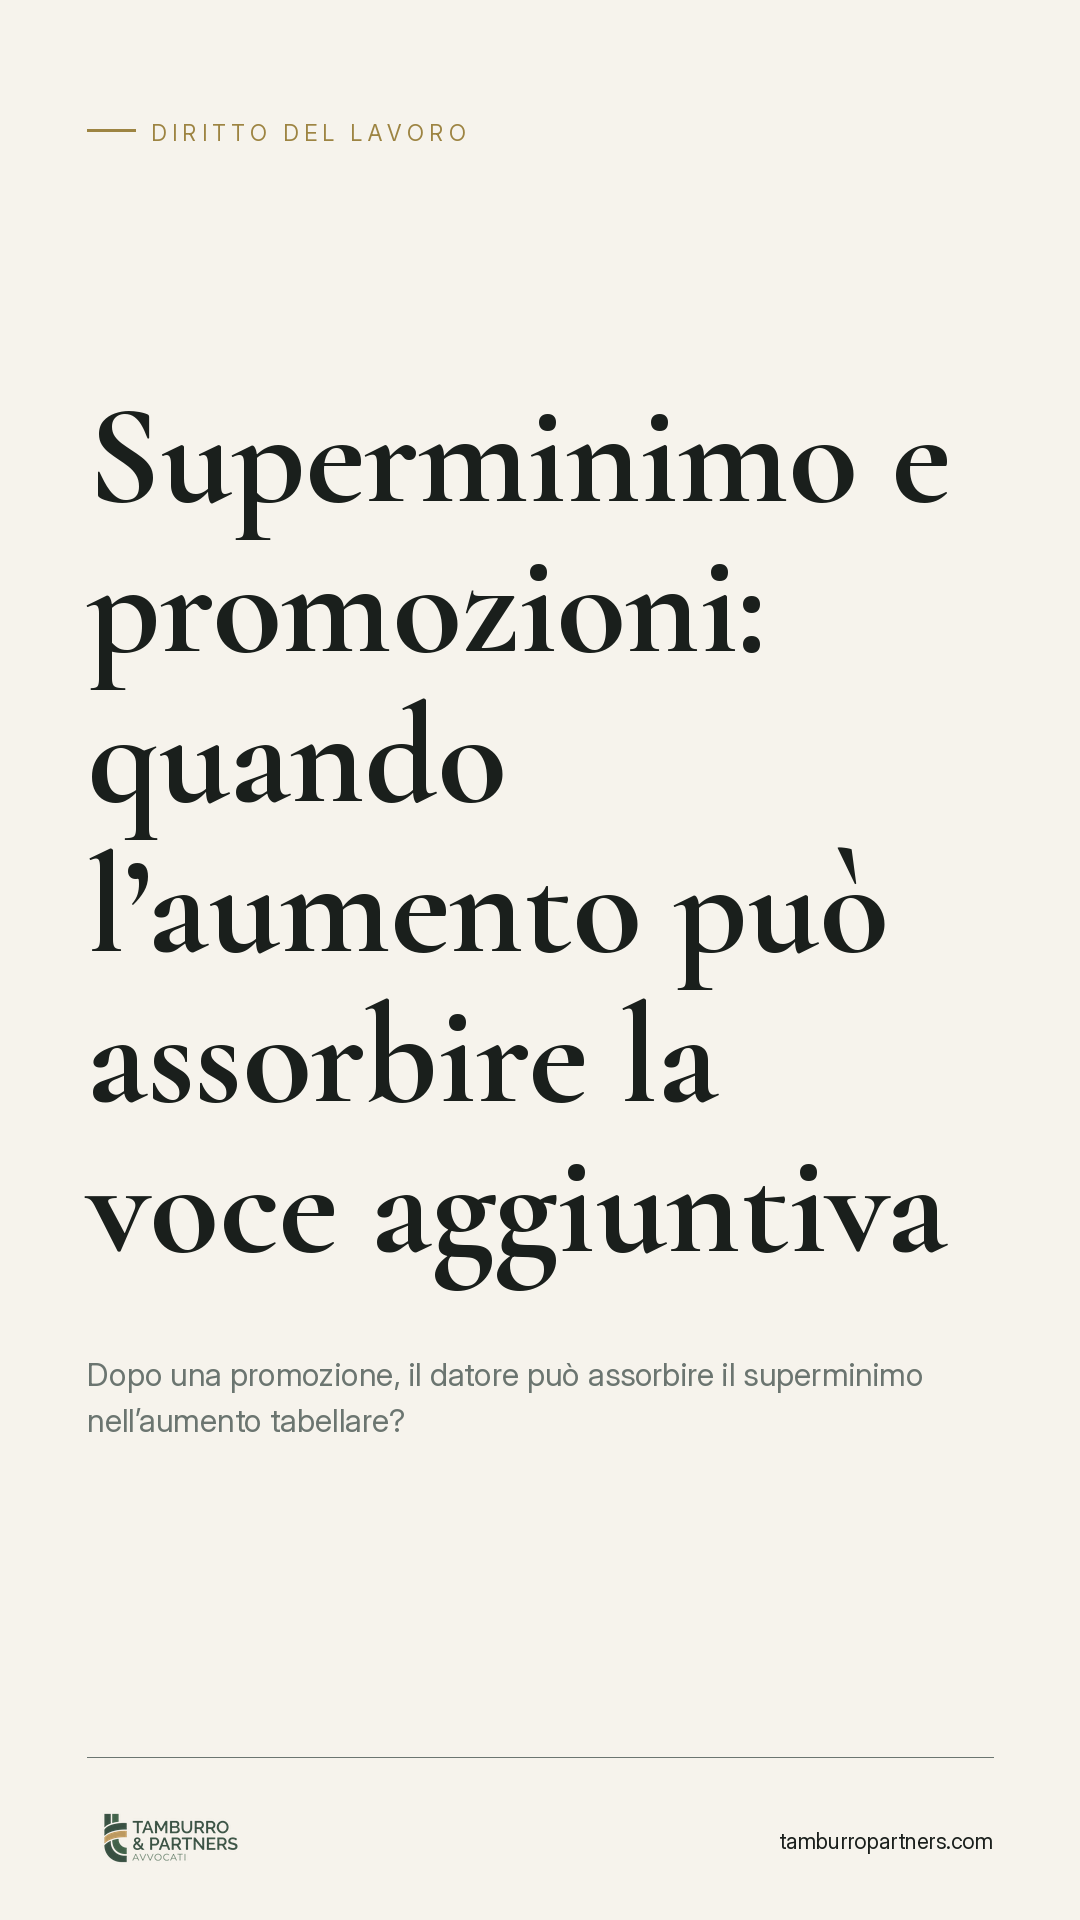 DIRITTO DEL LAVORO
Superminimo e
promozioni:
quando
l’aumento può
assorbire la
voce aggiuntiva
Dopo una promozione, il datore può assorbire il superminimo
nell’aumento tabellare?
TAMBURRO
& PARTNERS
AVVOCATI
tamburropartners.com